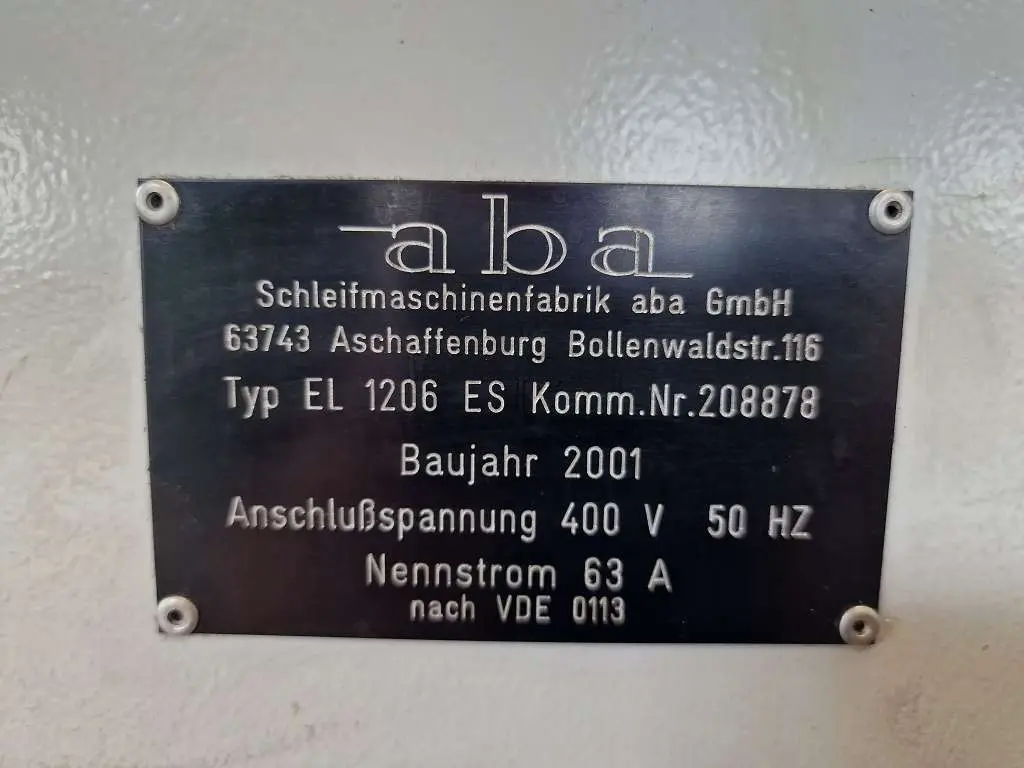 aba
Schleifmaschinenfabrik aba GmbH
63743 Aschaffenburg Bollenwaldstr.116
Typ EL 1206 ES Komm.Nr.208878
Baujahr 2001
Anschlußspannung 400 V 50 HZ
Nennstrom 63 A
nach VDE 0113